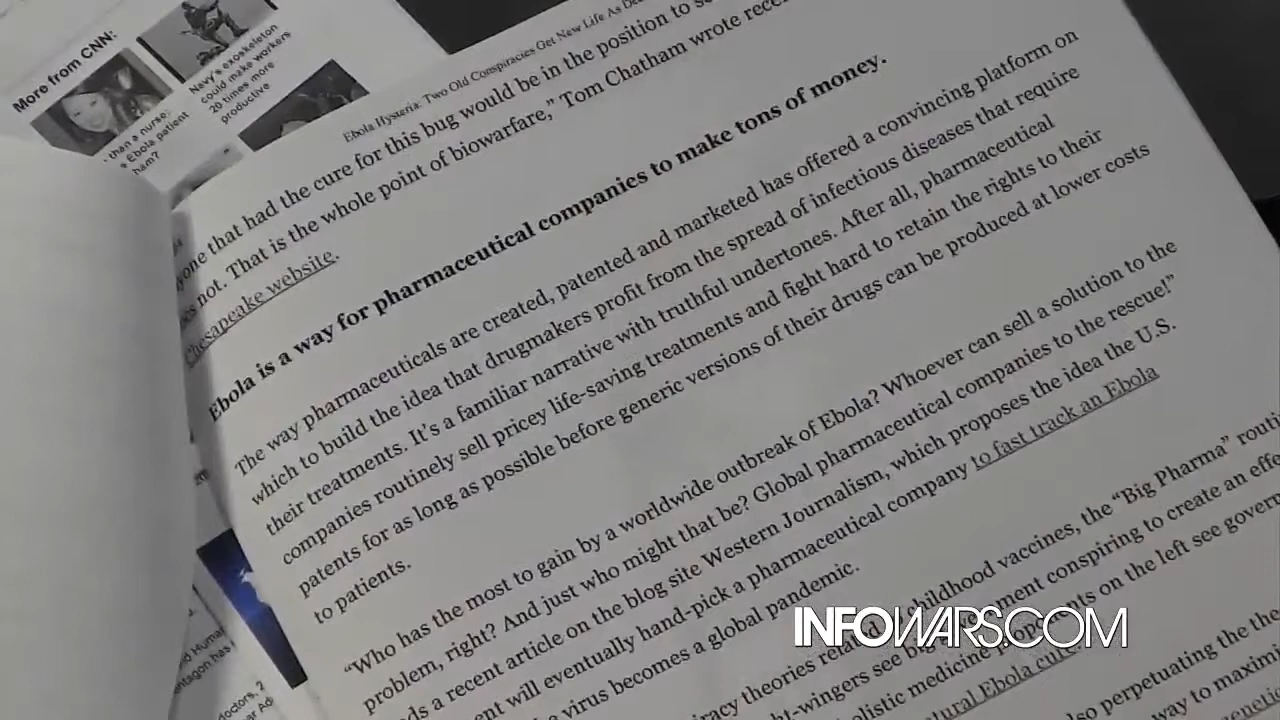 More from CNN:
Navy's exoskeleton
could make workers
20 times more
productive
than a nurse:
Ebola patient
ham?
Ebola Hysteria: Two Old Conspiracies Get New Life As
that had the cure for this bug would be in the position to
not. That is the whole point of biowarfare,” Tom Chatham wrote
Chesapeake website.
Ebola is a way for pharmaceutical companies to make tons of money.
The way pharmaceuticals are created, patented and marketed has offered a convincing platform on
which to build the idea that drugmakers profit from the spread of infectious diseases that require
their treatments. It’s a familiar narrative with truthful undertones. After all, pharmaceutical
companies routinely sell pricey life-saving treatments and fight hard to retain the rights to their
patents for as long as possible before generic versions of their drugs can be produced at lower costs
to patients.
“Who has the most to gain by a worldwide outbreak of Ebola? Whoever can sell a solution to the
problem, right? And just who might that be? Global pharmaceutical companies to the rescue!”
a recent article on the blog site Western Journalism, which proposes the idea the U.S.
will eventually hand-pick a pharmaceutical company to fast track an Ebola
virus becomes a global pandemic.
theories childhood vaccines, the “Big Pharma”
see conspiring to create an
medicine on the left see
Ebola
perpetuating the
way to
INFOWARS.COM